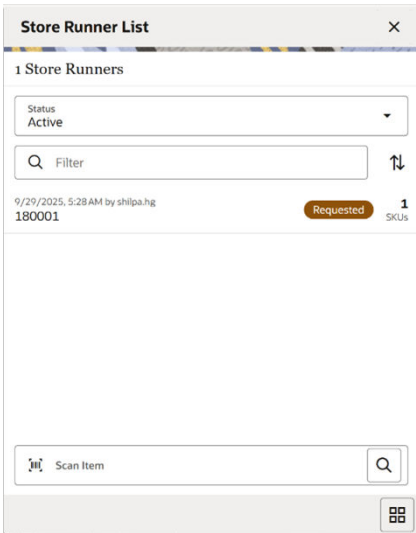 Store Runner List
1 Store Runners
Status
Active
Filter
9/29/2025, 5:28 AM by shilpa.hg
180001
Requested
1
SKUs
Scan Item